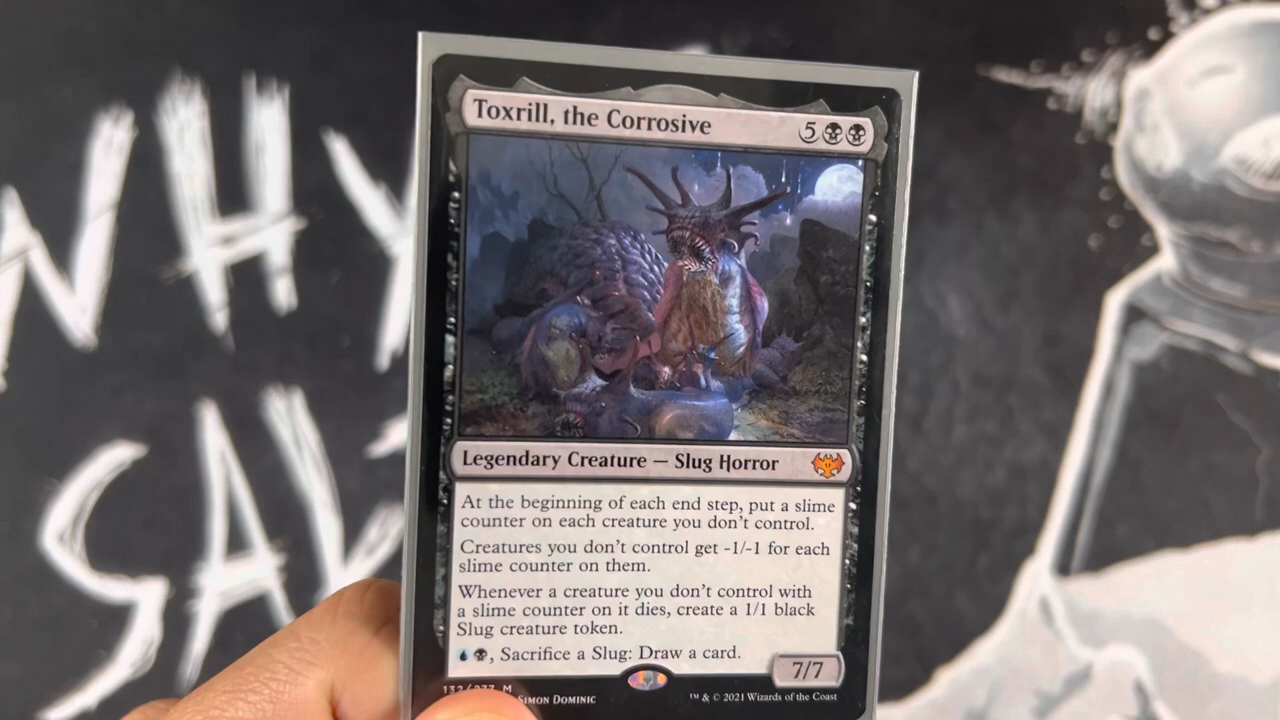 WHY
Toxrill, the Corrosive 5
Legendary Creature — Slug Horror
At the beginning of each end step, put a slime
counter on each creature you don't control.
Creatures you don't control get -1/-1 for each
slime counter on them.
Whenever a creature you don't control with
a slime counter on it dies, create a 1/1 black
Slug creature token.
, Sacrifice a Slug: Draw a card.
7/7
M
SIMON DOMINIC
™ & © 2021 Wizards of the Coast